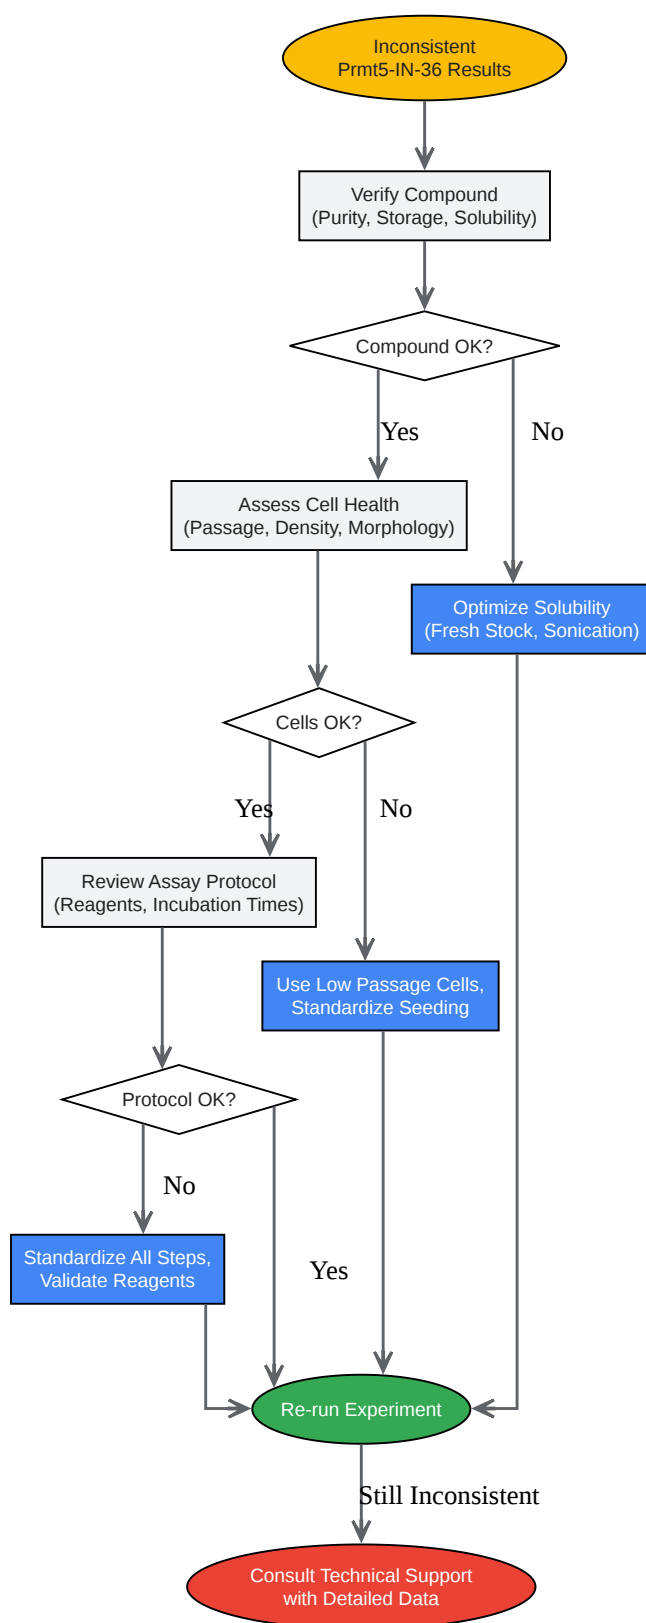 Inconsistent
Prmt5-IN-36 Results
Verify Compound
(Purity, Storage, Solubility)
Compound OK?
Yes
No
Assess Cell Health
(Passage, Density, Morphology)
Optimize Solubility
(Fresh Stock, Sonication)
Cells OK?
Yes
No
Review Assay Protocol
(Reagents, Incubation Times)
Use Low Passage Cells,
Standardize Seeding
Protocol OK?
No
Standardize All Steps,
Validate Reagents
Yes
Re-run Experiment
Still Inconsistent
Consult Technical Support
with Detailed Data